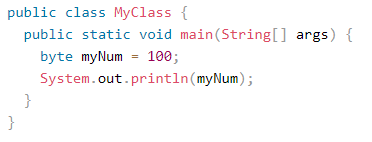 public class MyClass {
  public static void main(String[] args) {
    byte myNum = 100;
    System.out.println(myNum);
  }
}